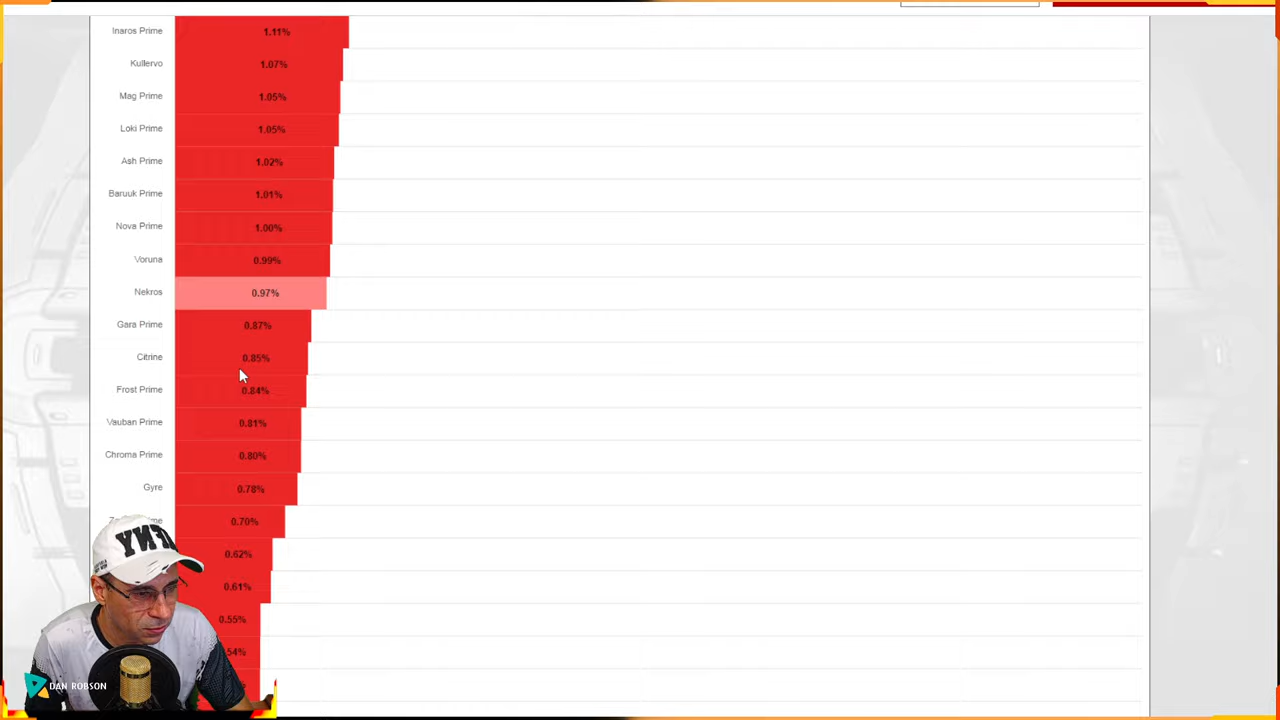 Inaros Prime 1.11%
Kullervo 1.07%
Mag Prime 1.05%
Loki Prime 1.05%
Ash Prime 1.02%
Baruuk Prime 1.01%
Nova Prime 1.00%
Voruna 0.99%
Nekros 0.97%
Gara Prime 0.87%
Citrine 0.85%
Frost Prime 0.84%
Vauban Prime 0.81%
Chroma Prime 0.80%
Gyre 0.78%
0.70%
0.62%
0.61%
0.55%
DAN ROBSON